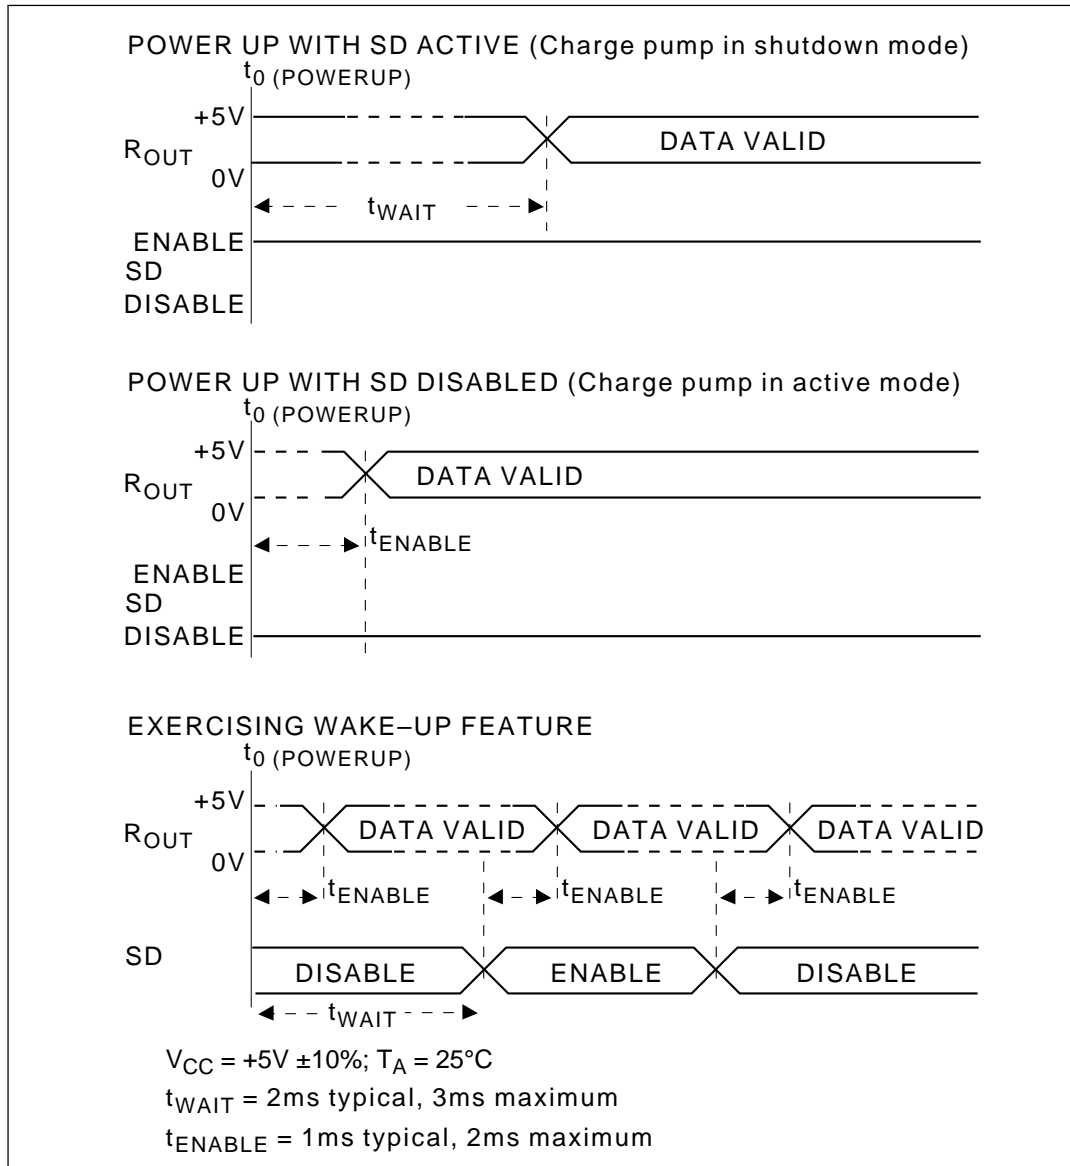 POWER UP WITH SD ACTIVE (Charge pump in shutdown mode)
t0 (POWERUP)
+5V
ROUT
DATA VALID
0V
tWAIT
ENABLE
SD
DISABLE
POWER UP WITH SD DISABLED (Charge pump in active mode)
t0 (POWERUP)
+5V
ROUT
DATA VALID
0V
tENABLE
ENABLE
SD
DISABLE
EXERCISING WAKE–UP FEATURE
t0 (POWERUP)
+5V
ROUT
DATA VALID DATA VALID DATA VALID
0V
tENABLE tENABLE tENABLE
SD
DISABLE ENABLE DISABLE
tWAIT
VCC = +5V ±10%; TA = 25°C
tWAIT = 2ms typical, 3ms maximum
tENABLE = 1ms typical, 2ms maximum